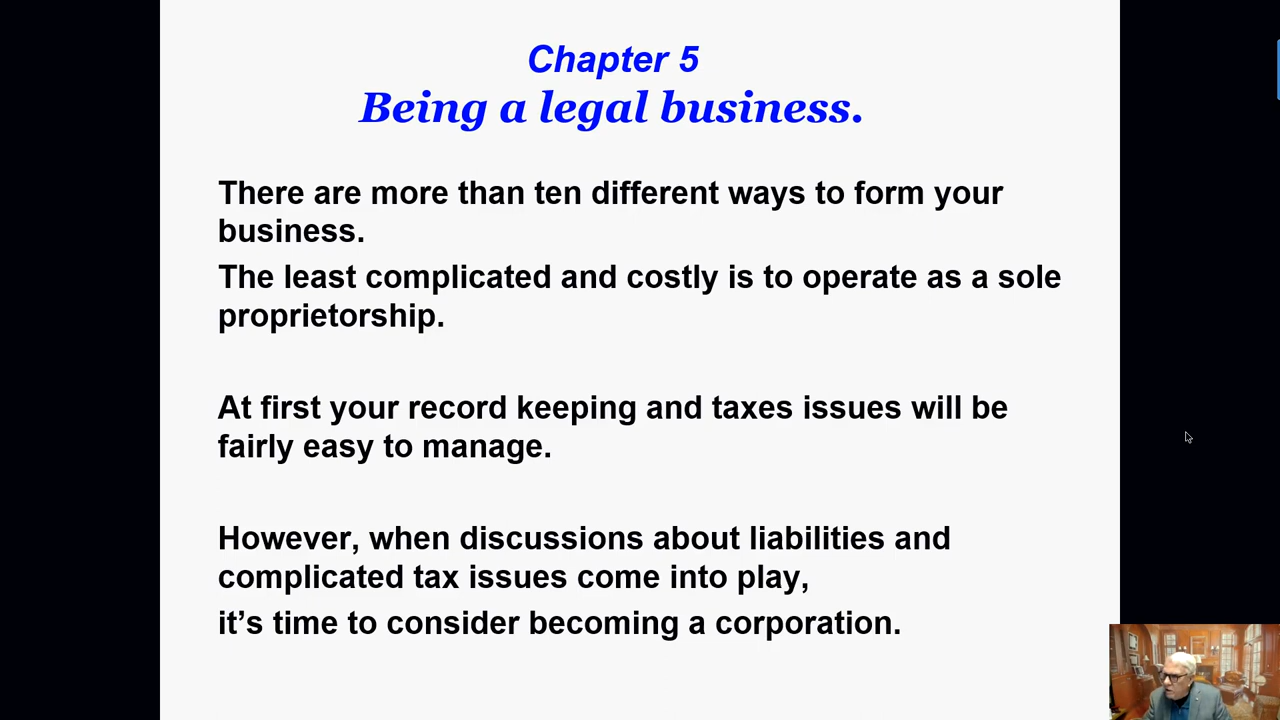 Chapter 5
Being a legal business.
There are more than ten different ways to form your
business.
The least complicated and costly is to operate as a sole
proprietorship.
At first your record keeping and taxes issues will be
fairly easy to manage.
However, when discussions about liabilities and
complicated tax issues come into play,
it’s time to consider becoming a corporation.